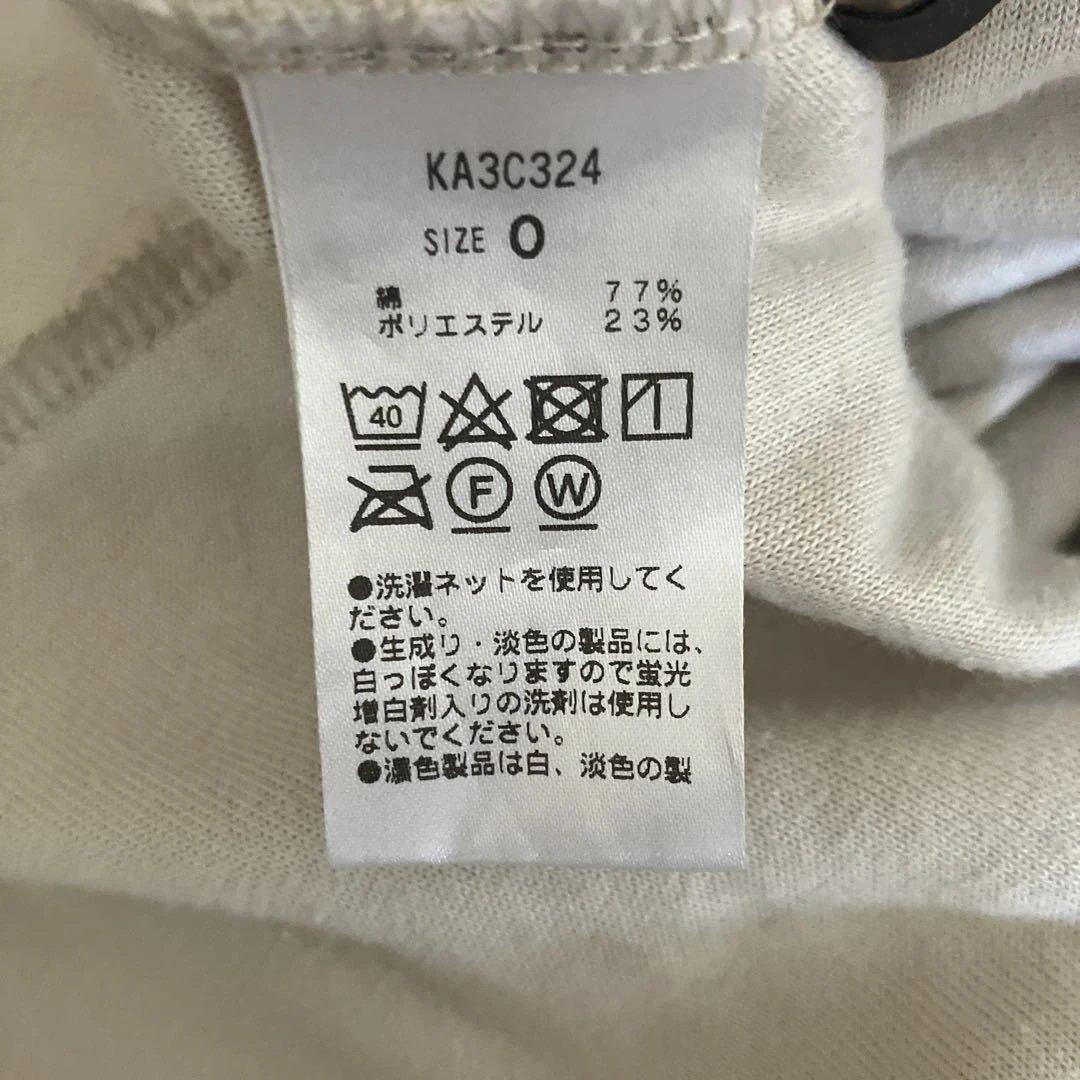 KA3C324
SIZE 0
綿 77%
ポリエステル 23%
40
F W
●洗濯ネットを使用してく
ださい。
●生成り・淡色の製品には、
白っぽくなりますので蛍光
増白剤入りの洗剤は使用し
ないでください。
●濃色製品は白、淡色の製